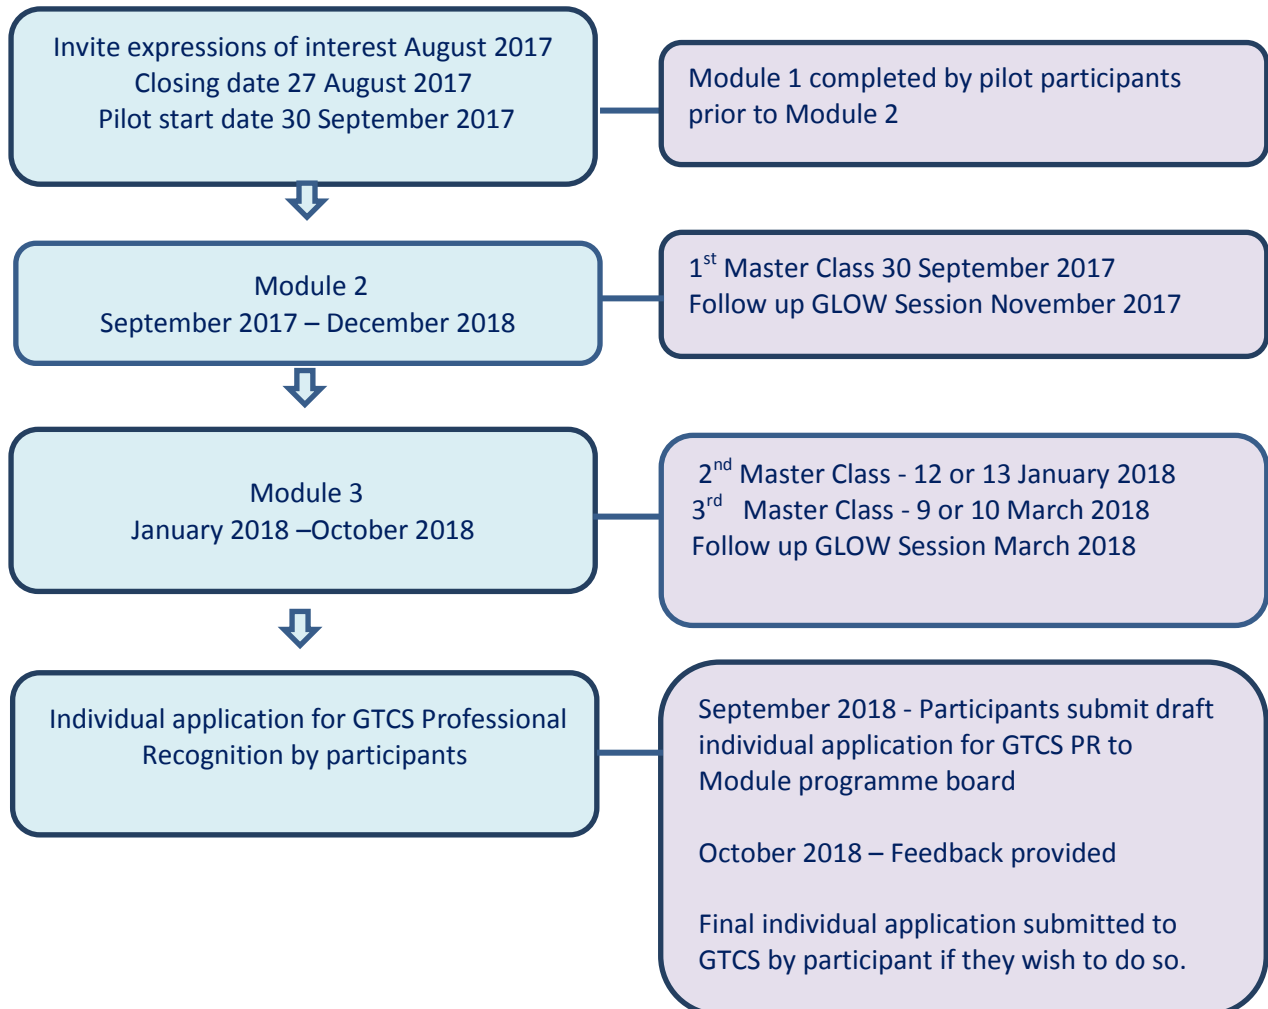 Invite expressions of interest August 2017
Closing date 27 August 2017
Pilot start date 30 September 2017
Module 1 completed by pilot participants
prior to Module 2
Module 2
September 2017 – December 2018
1st Master Class 30 September 2017
Follow up GLOW Session November 2017
Module 3
January 2018 –October 2018
2nd Master Class - 12 or 13 January 2018
3rd Master Class - 9 or 10 March 2018
Follow up GLOW Session March 2018
Individual application for GTCS Professional
Recognition by participants
September 2018 - Participants submit draft
individual application for GTCS PR to
Module programme board
October 2018 – Feedback provided
Final individual application submitted to
GTCS by participant if they wish to do so.